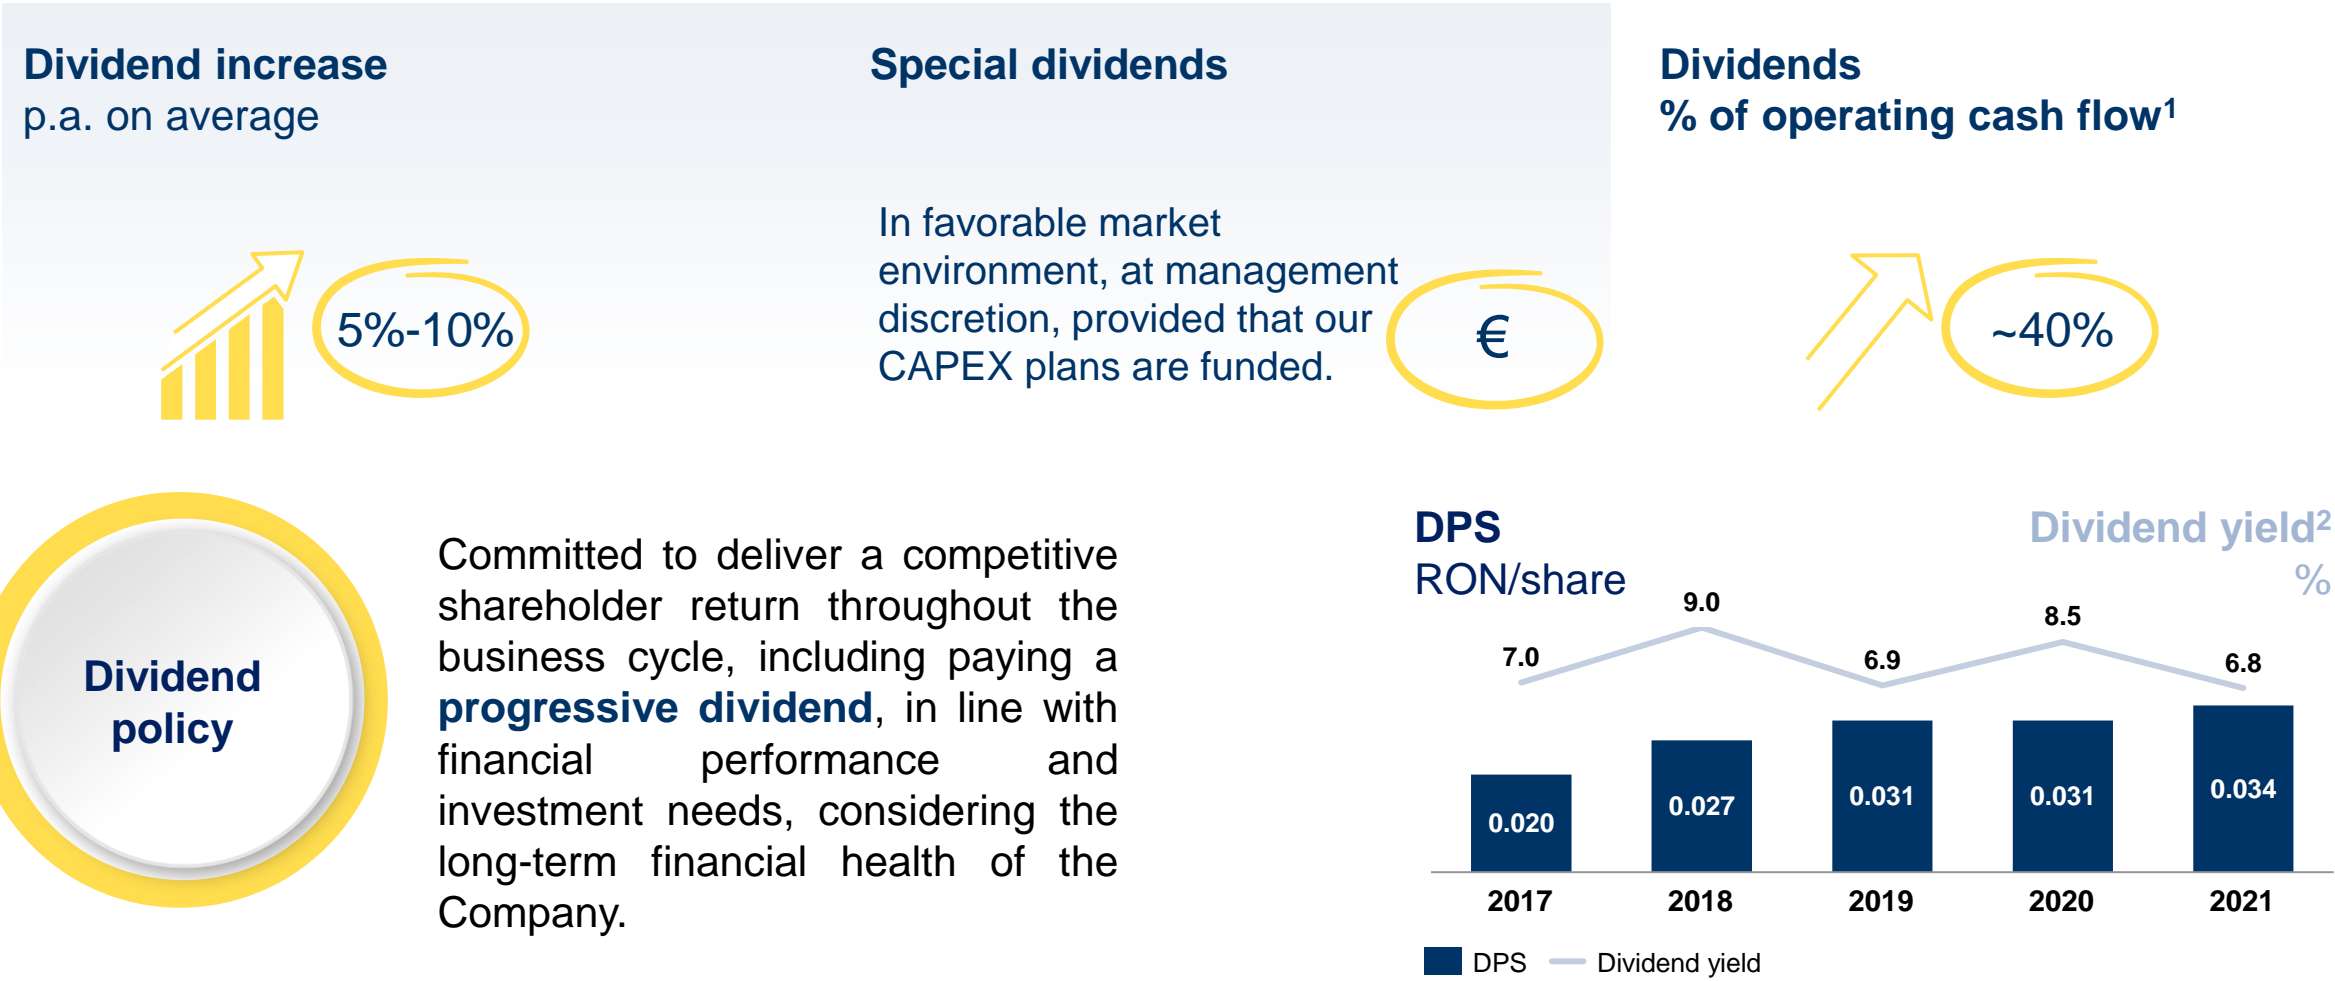 Dividend increase
p.a. on average
5%-10%
Special dividends
In favorable market
environment, at management
discretion, provided that our
CAPEX plans are funded.
€
Dividends
% of operating cash flow¹
~40%
Dividend
policy
Committed to deliver a competitive
shareholder return throughout the
business cycle, including paying a
progressive dividend, in line with
financial performance and
investment needs, considering the
long-term financial health of the
Company.
DPS
RON/share
Dividend yield²
%
7.0
9.0
6.9
8.5
6.8
0.020
0.027
0.031
0.031
0.034
2017
2018
2019
2020
2021
DPS
Dividend yield